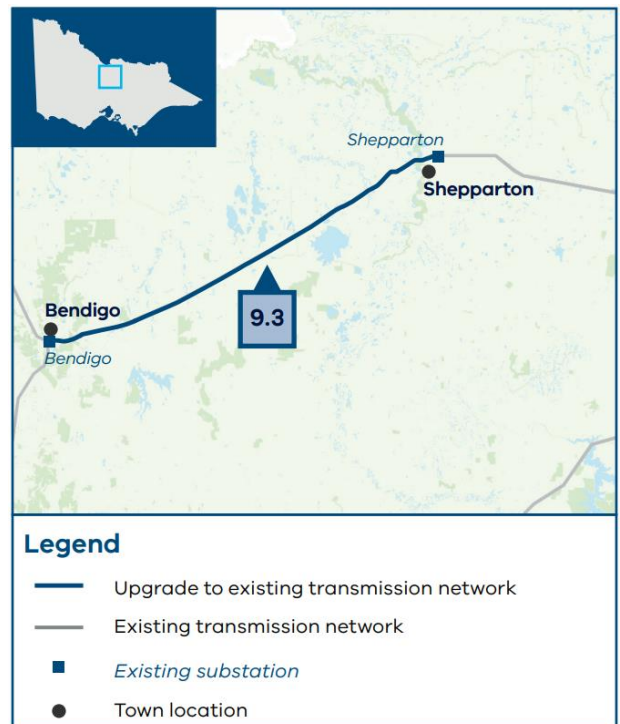 Shepparton
Shepparton
9.3
Bendigo
Bendigo
Legend
Upgrade to existing transmission network
Existing transmission network
Existing substation
Town location